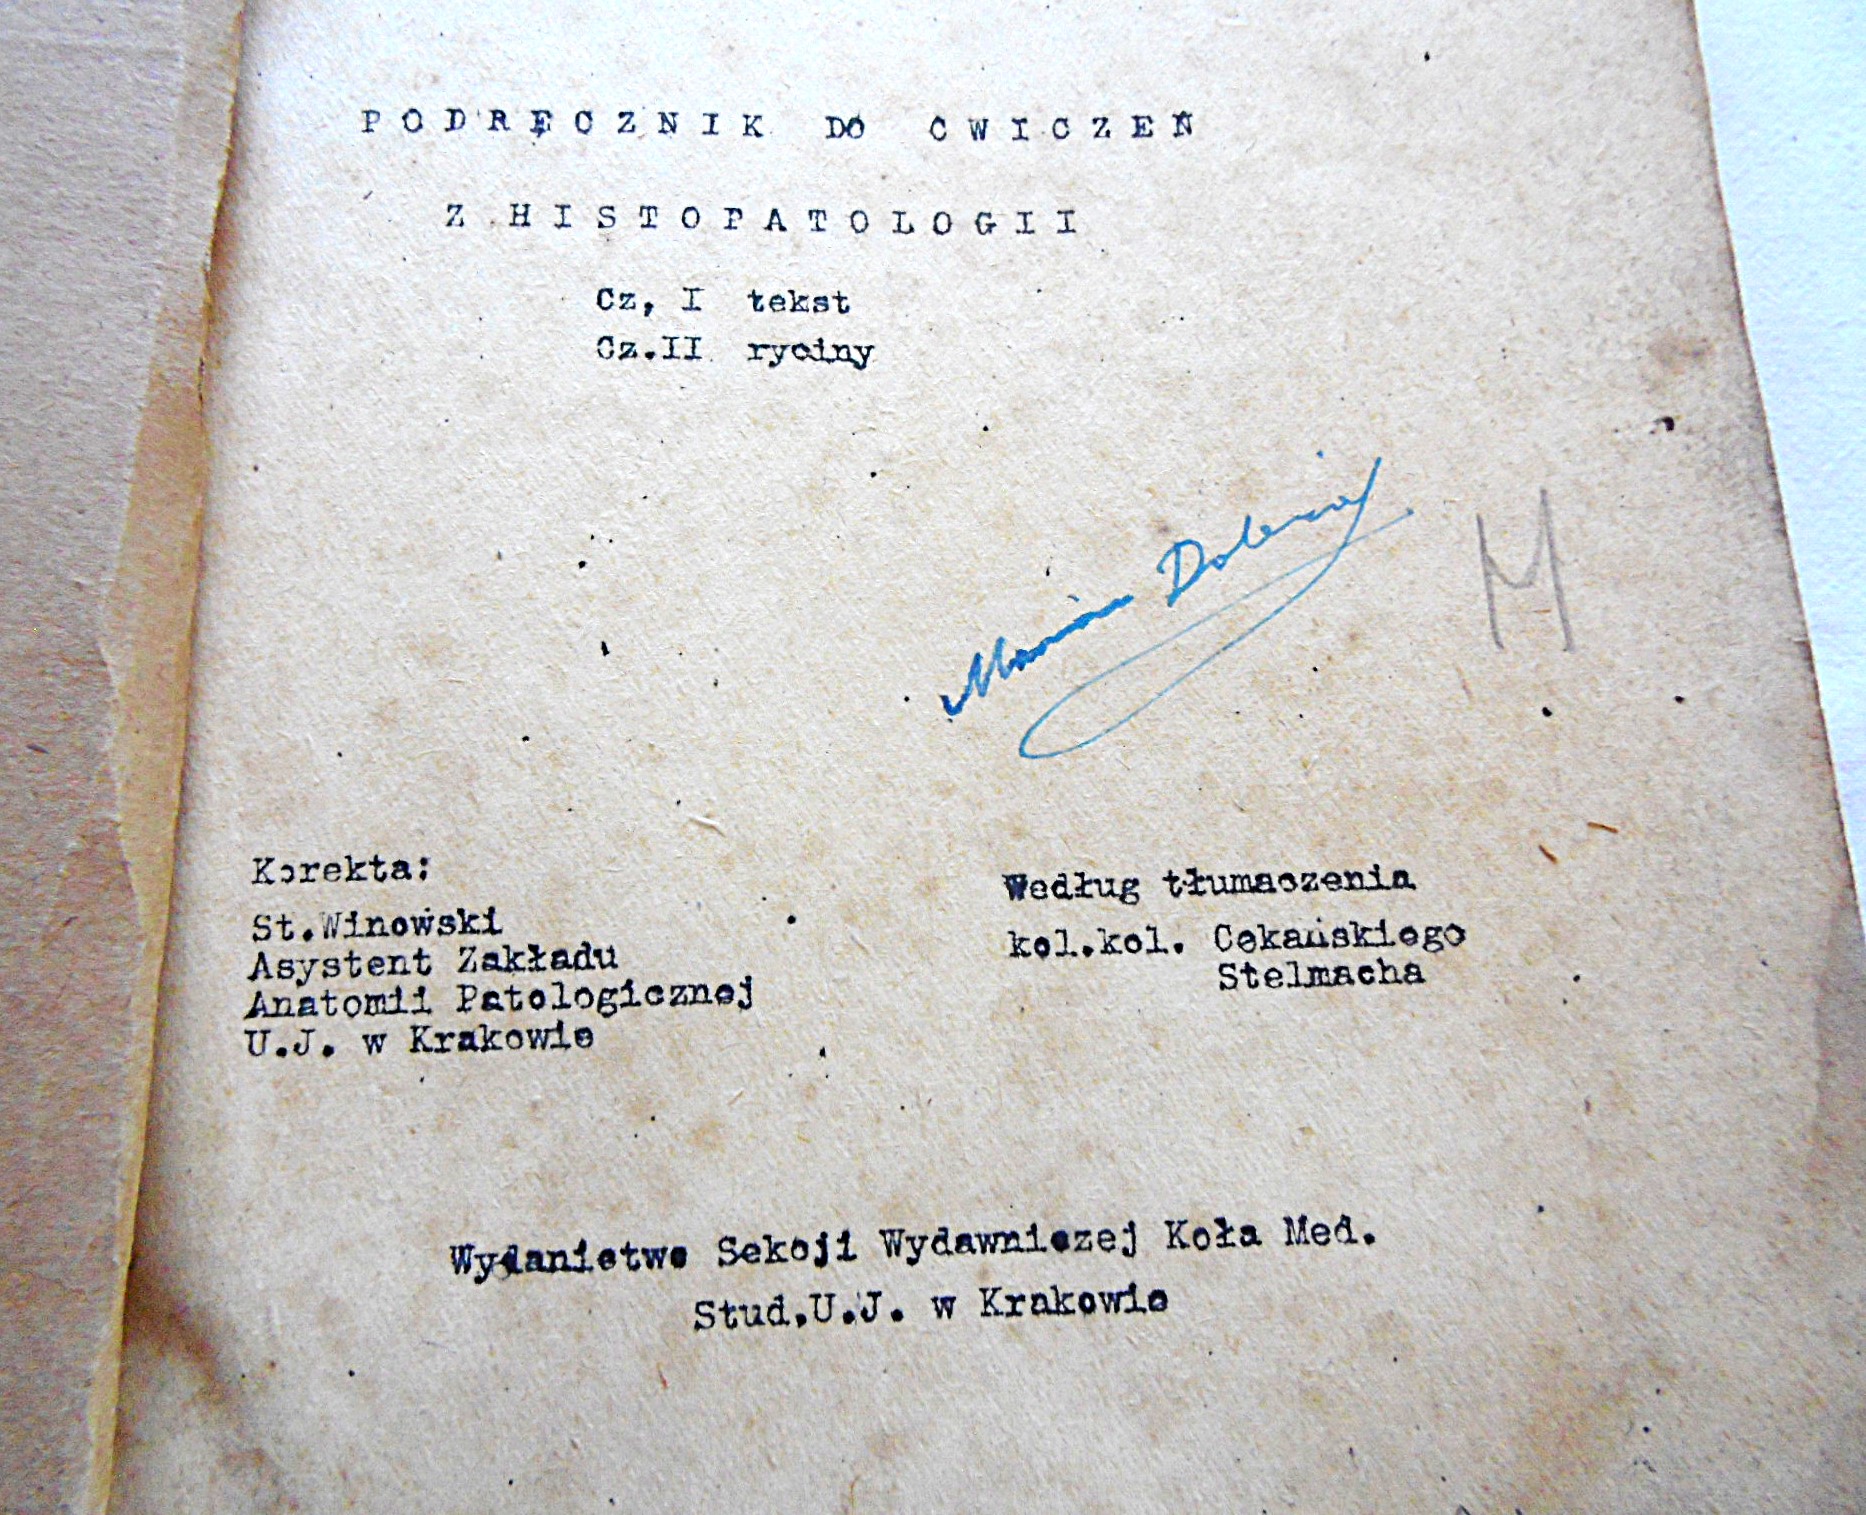 PODRĘCZNIK DO CWICZEŃ
Z HISTOPATOLOGII
Cz, I tekst
Cz.II ryciny
M
Korekta:
St.Winowski
Asystent Zakładu
Anatomii Patologicznej
U.J. w Krakowie
Według tłumaczenia
kol.kol. Cekańskiego
Stelmacha
Wydanictwo Sekcji Wydawniczej Koła Med.
Stud.U.J. w Krakowie